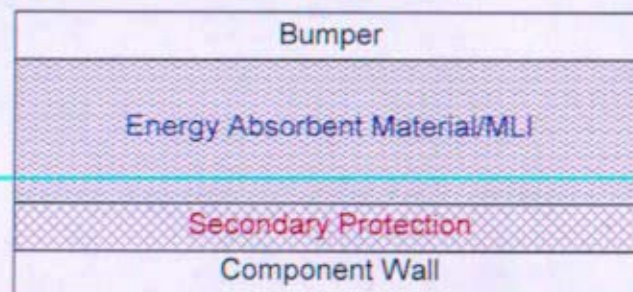 Bumper
Energy Absorbent Material/MLI
Secondary Protection
Component Wall